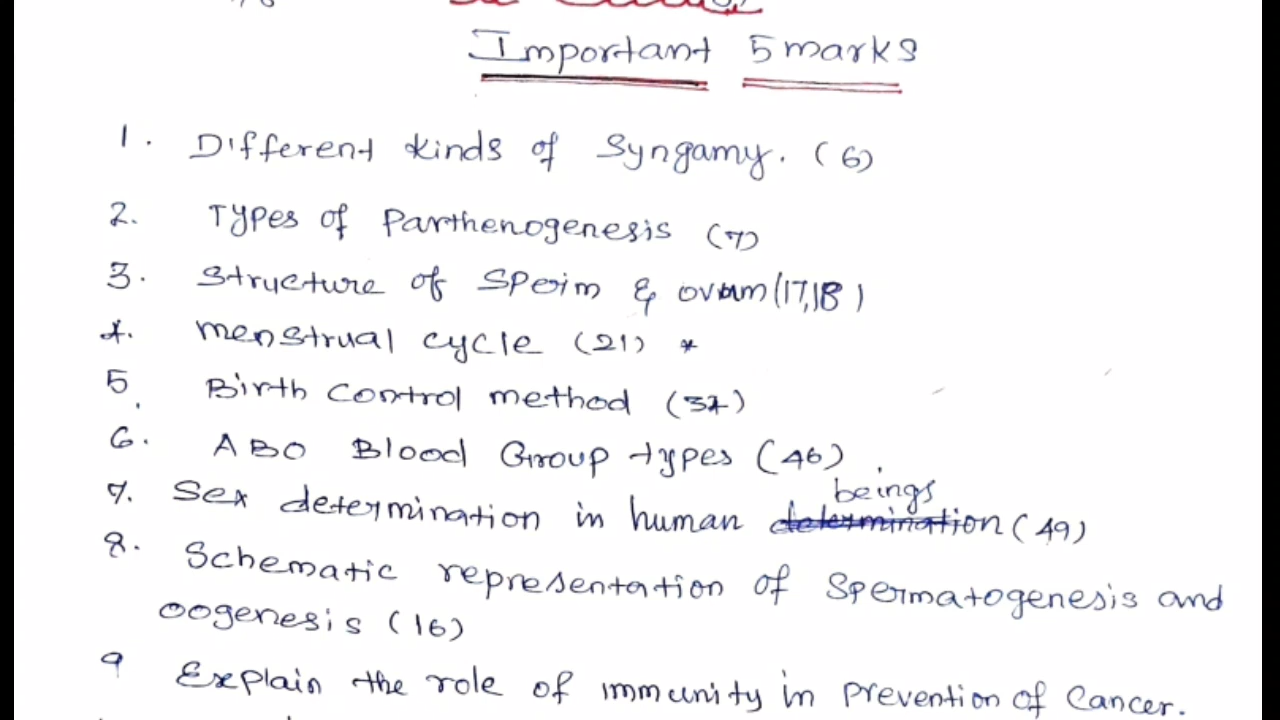 Important 5 marks
1. Different kinds of Syngamy. (6)
2. Types of Parthenogenesis (7)
3. Structure of Sperm & ovum (17,18)
4. menstrual cycle (21) *
5. Birth control method (37)
6. ABO Blood Group types (46)
beings
7. Sex determination in human determination (49)
8. Schematic representation of Spermatogenesis and
oogenesis (16)
9 Explain the role of immunity in prevention of Cancer.